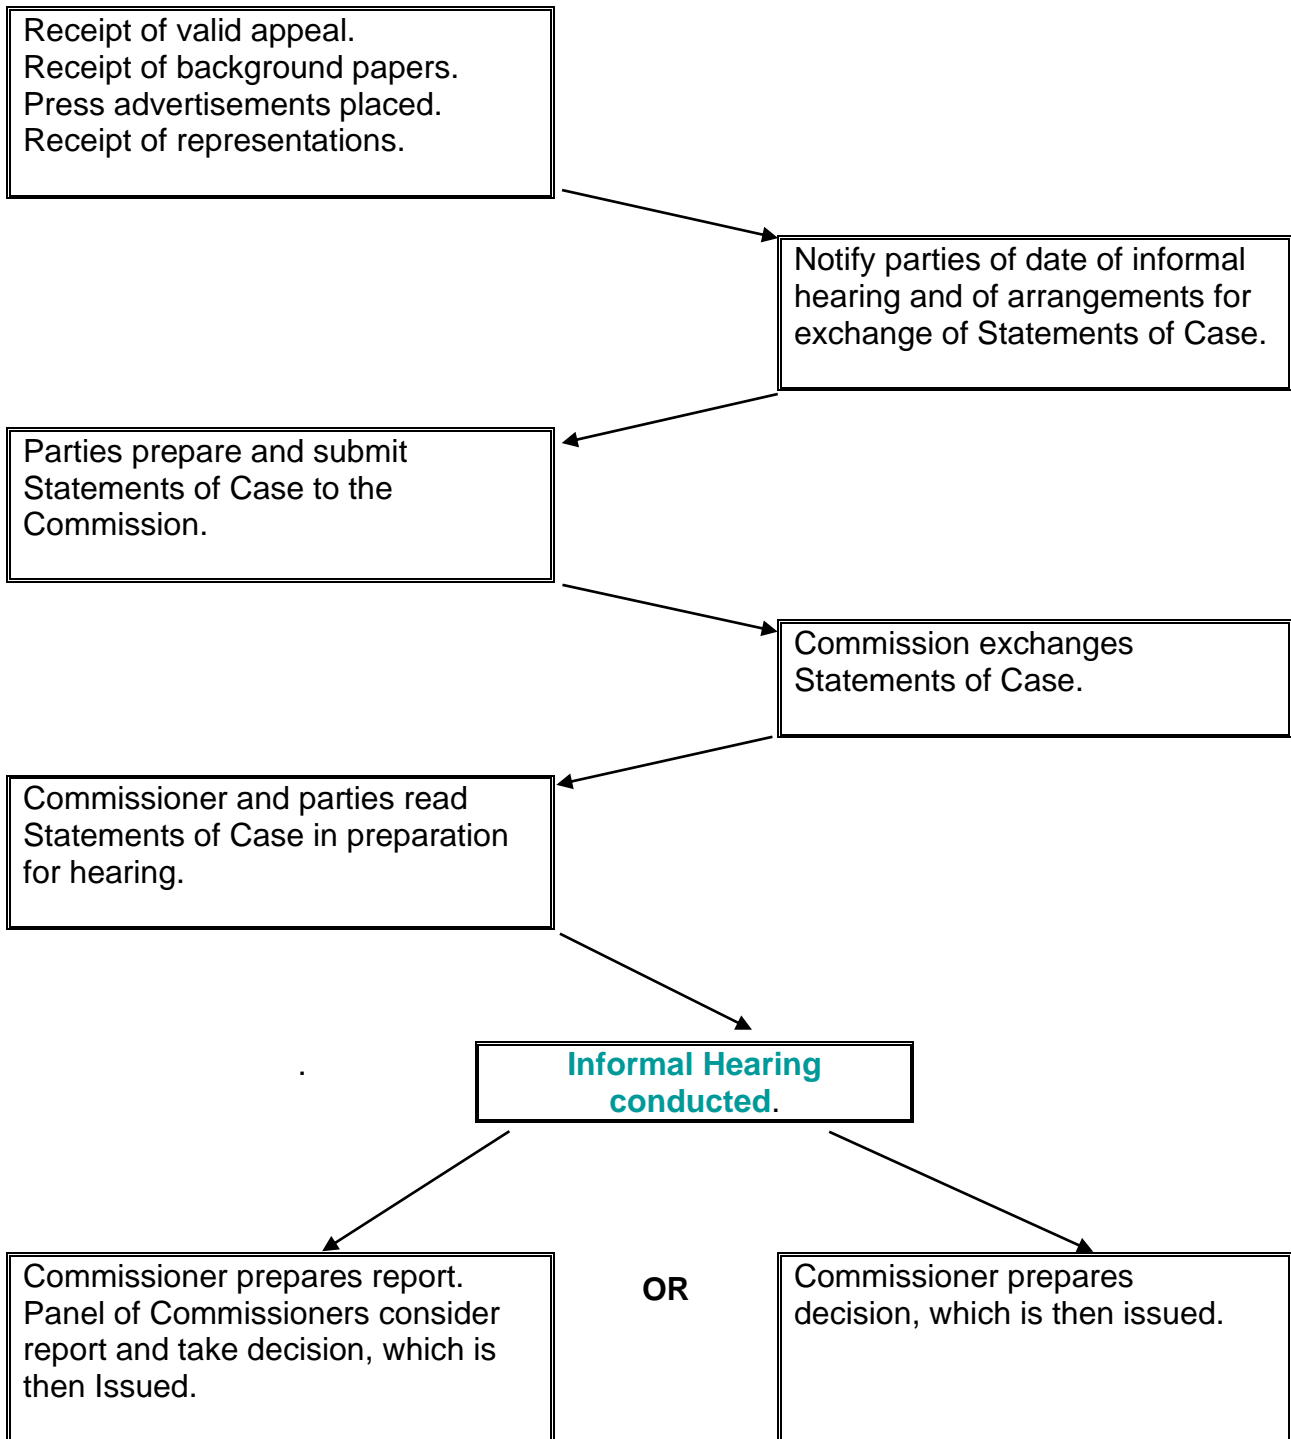 Receipt of valid appeal.
Receipt of background papers.
Press advertisements placed.
Receipt of representations.
Notify parties of date of informal
hearing and of arrangements for
exchange of Statements of Case.
Parties prepare and submit
Statements of Case to the
Commission.
Commission exchanges
Statements of Case.
Commissioner and parties read
Statements of Case in preparation
for hearing.
.
Informal Hearing
conducted.
Commissioner prepares report.
Panel of Commissioners consider
report and take decision, which is
then Issued.
OR
Commissioner prepares
decision, which is then issued.